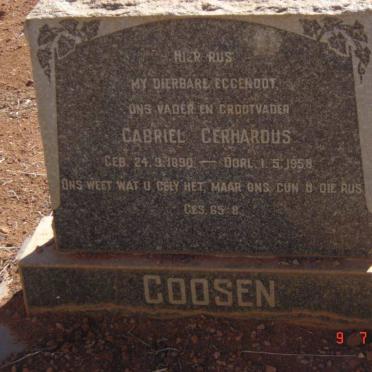 HIER RUS
MY DIERBARE EGGENOOT,
ONS VADER EN GROOTVADER
GABRIEL GERHARDUS
GEB. 24.3.1890 — OORL. 1.5.1958
ONS WEET WAT U GELY HET, MAAR ONS GUN U DIE RUS
GES. 65:8
GOOSEN
9 7